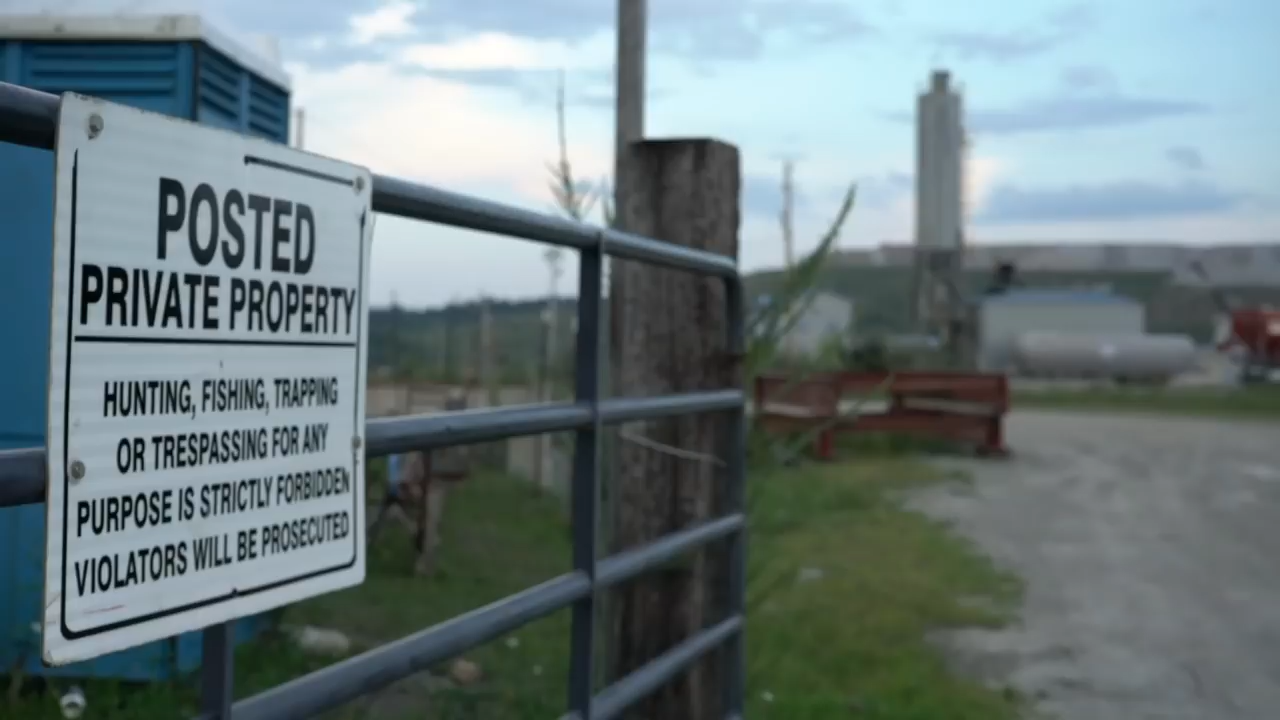 POSTED
PRIVATE PROPERTY
HUNTING, FISHING, TRAPPING
OR TRESPASSING FOR ANY
PURPOSE IS STRICTLY FORBIDDEN
VIOLATORS WILL BE PROSECUTED